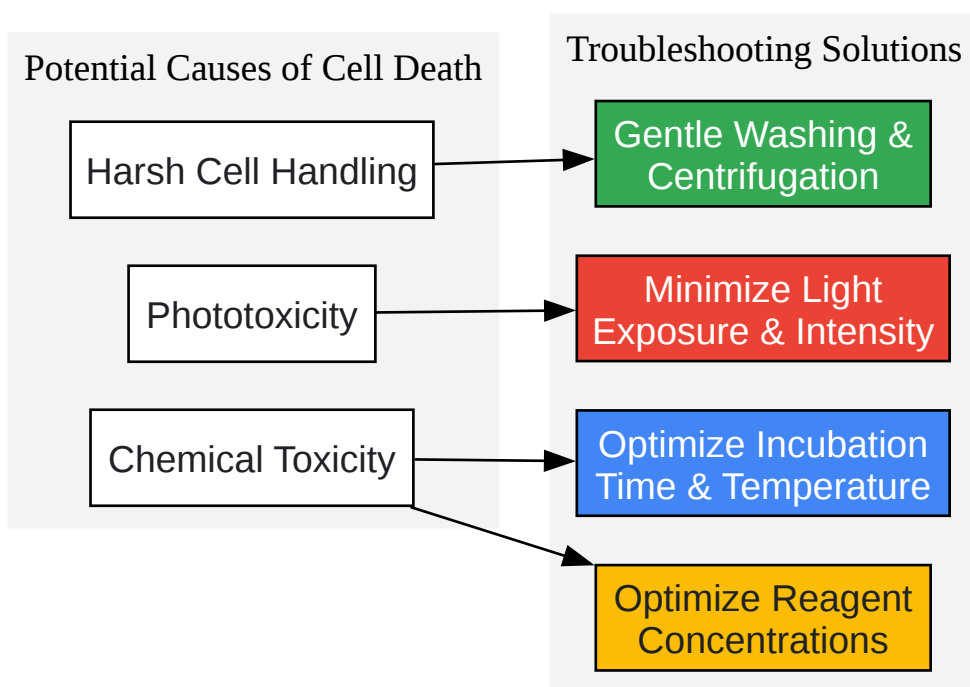 Potential Causes of Cell Death
Harsh Cell Handling
Phototoxicity
Chemical Toxicity
Troubleshooting Solutions
Gentle Washing &
Centrifugation
Minimize Light
Exposure & Intensity
Optimize Incubation
Time & Temperature
Optimize Reagent
Concentrations